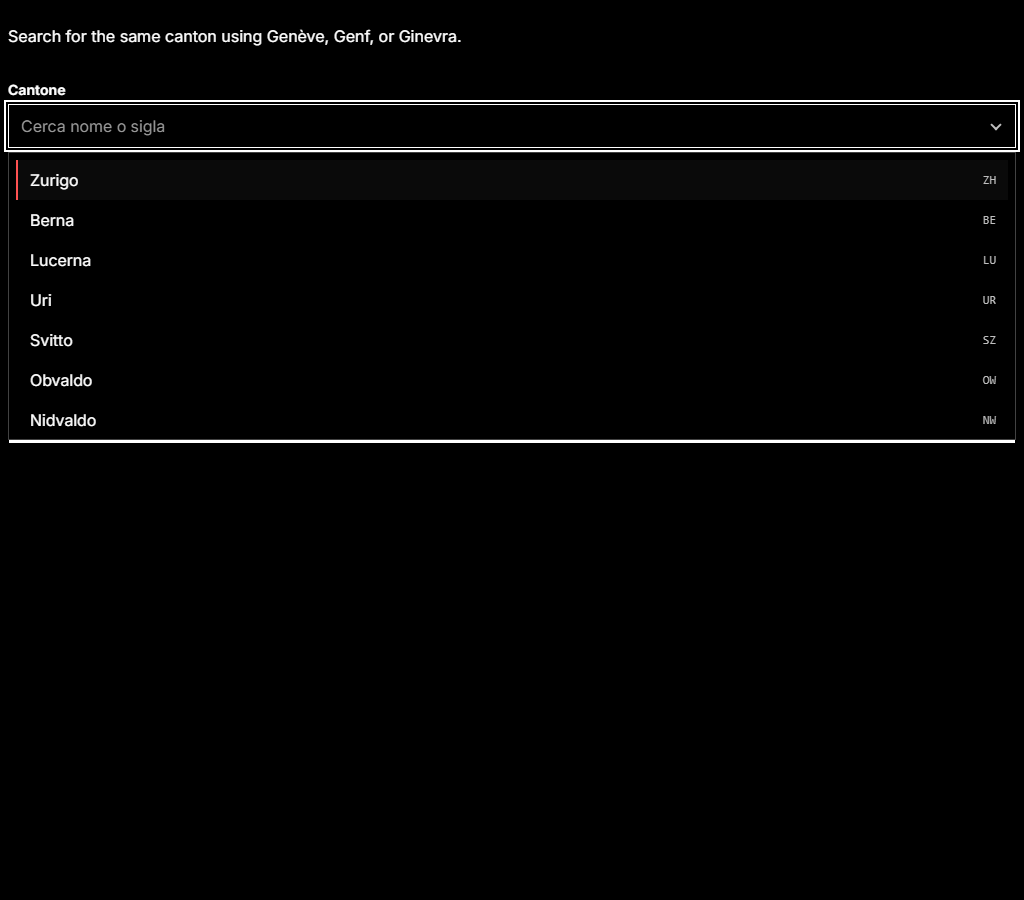 Search for the same canton using Genève, Genf, or Ginevra.
Cantone
Cerca nome o sigla
Zurigo ZH
Berna BE
Lucerna LU
Uri UR
Svitto SZ
Obvaldo OW
Nidvaldo NW